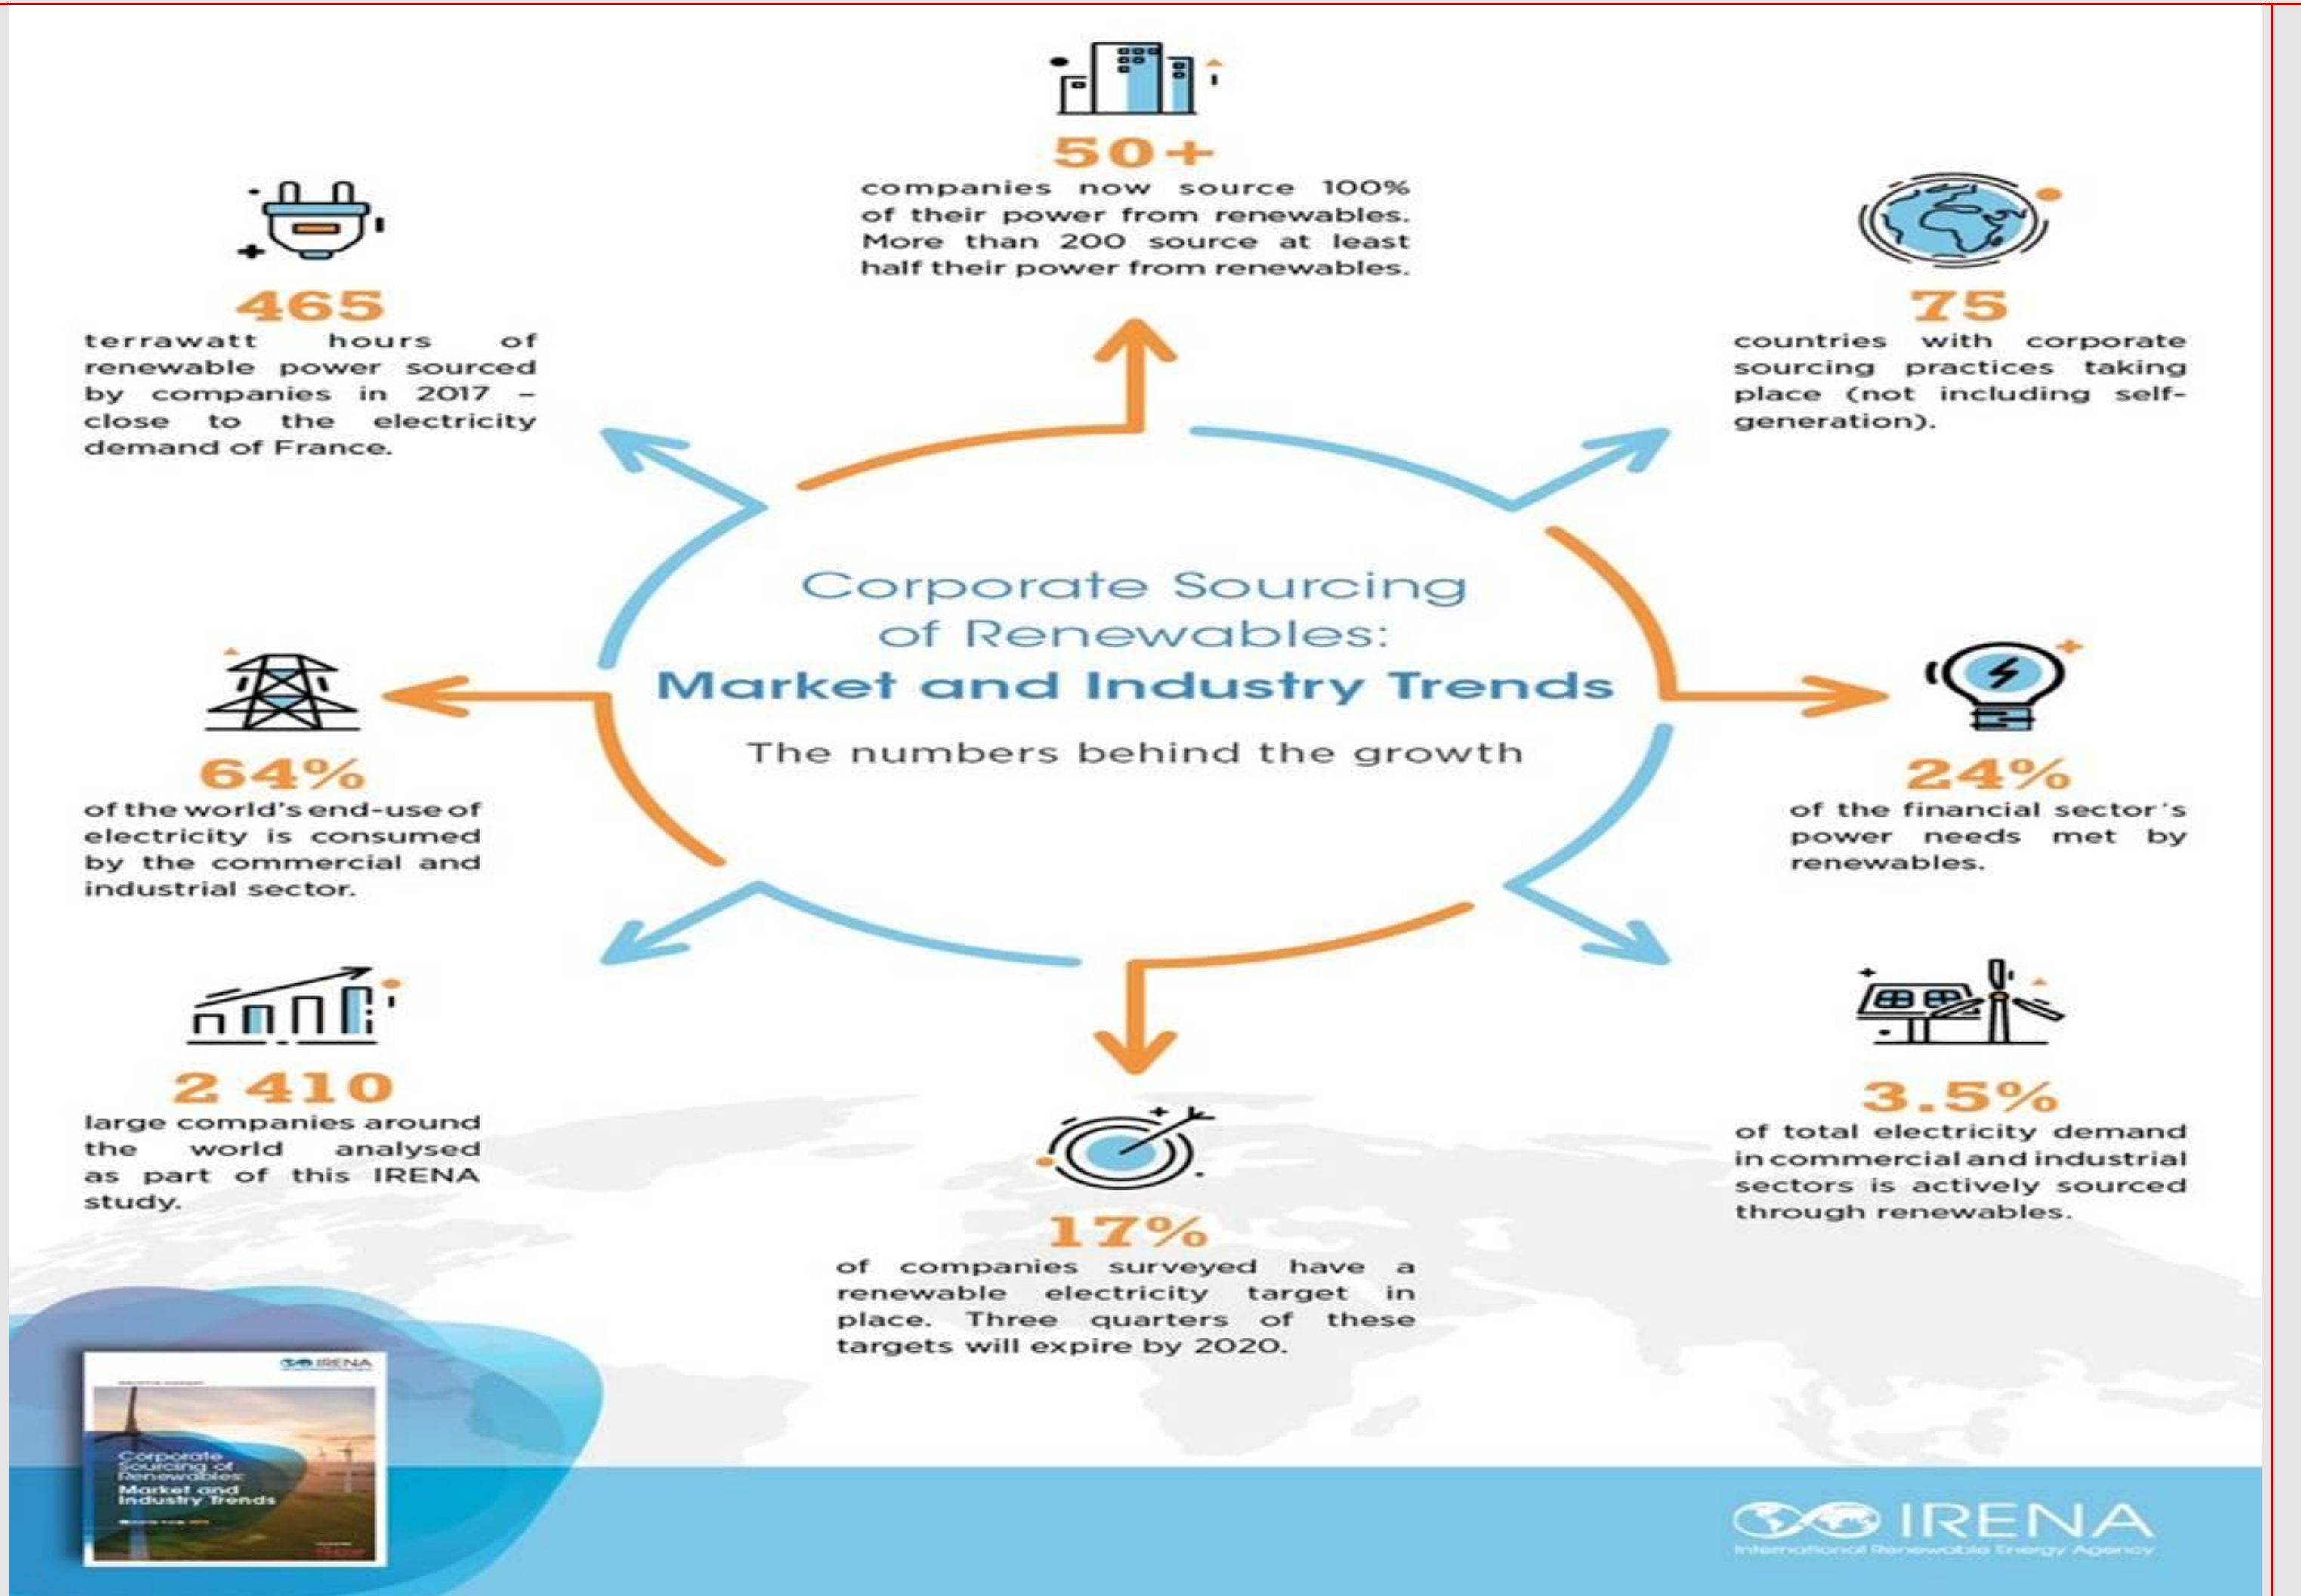 50+
companies now source 100%
of their power from renewables.
More than 200 source at least
half their power from renewables.
465
terrawatt hours of
renewable power sourced
by companies in 2017 –
close to the electricity
demand of France.
75
countries with corporate
sourcing practices taking
place (not including self-
generation).
Corporate Sourcing
of Renewables:
Market and Industry Trends
The numbers behind the growth
64%
of the world's end-use of
electricity is consumed
by the commercial and
industrial sector.
24%
of the financial sector's
power needs met by
renewables.
2 410
large companies around
the world analysed
as part of this IRENA
study.
17%
of companies surveyed have a
renewable electricity target in
place. Three quarters of these
targets will expire by 2020.
3.5%
of total electricity demand
in commercial and industrial
sectors is actively sourced
through renewables.
IRENA
Corporate
Sourcing of
Renewables:
Market and
Industry Trends
IRENA
International Renewable Energy Agency